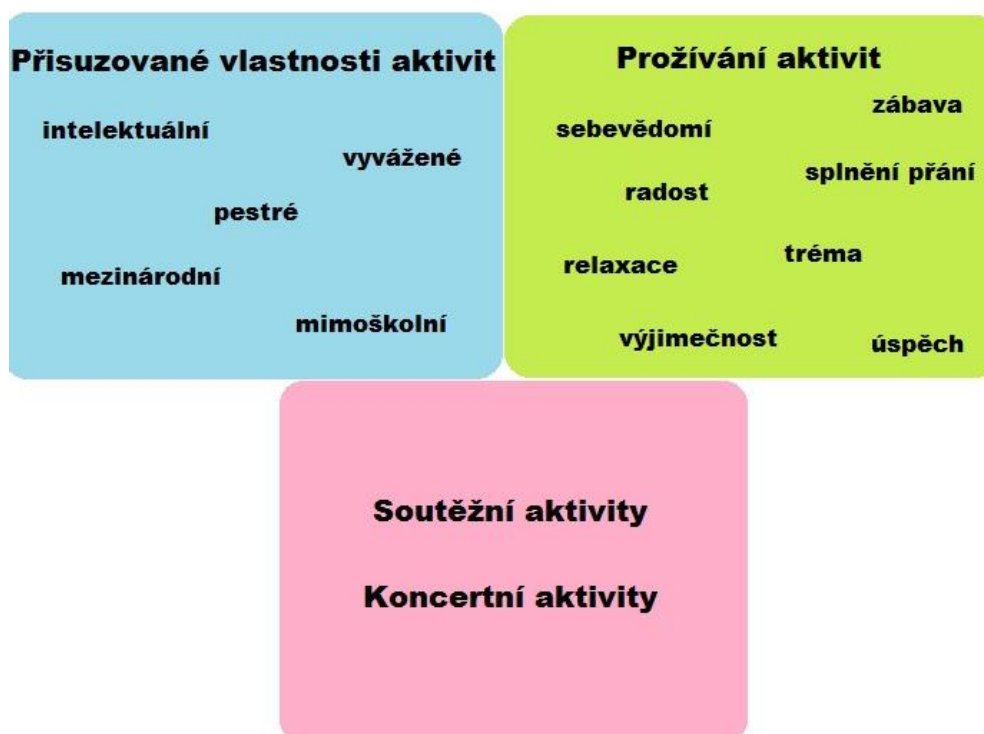 Přisuzované vlastnosti aktivit
intelektuální
vyvážené
pestré
mezinárodní
mimoškolní
Prožívání aktivit
zábava
sebevědomí
splnění přání
radost
tréma
relaxace
výjimečnost
úspěch
Soutěžní aktivity
Koncertní aktivity